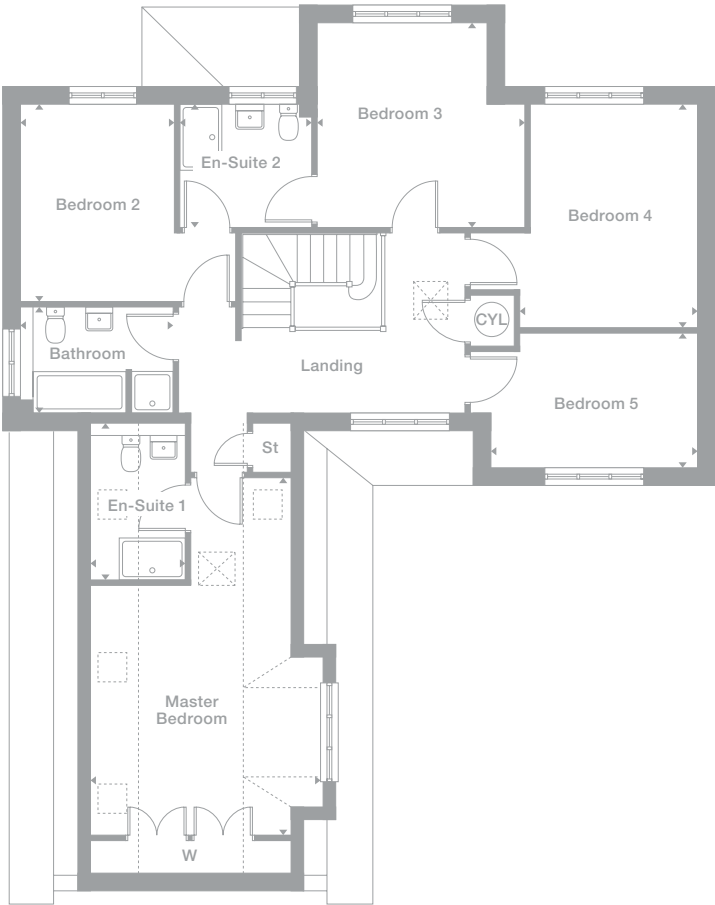 Bedroom 3
En-Suite 2
Bedroom 2
Bedroom 4
CYL
Bathroom
Landing
Bedroom 5
St
En-Suite 1
Master
Bedroom
W